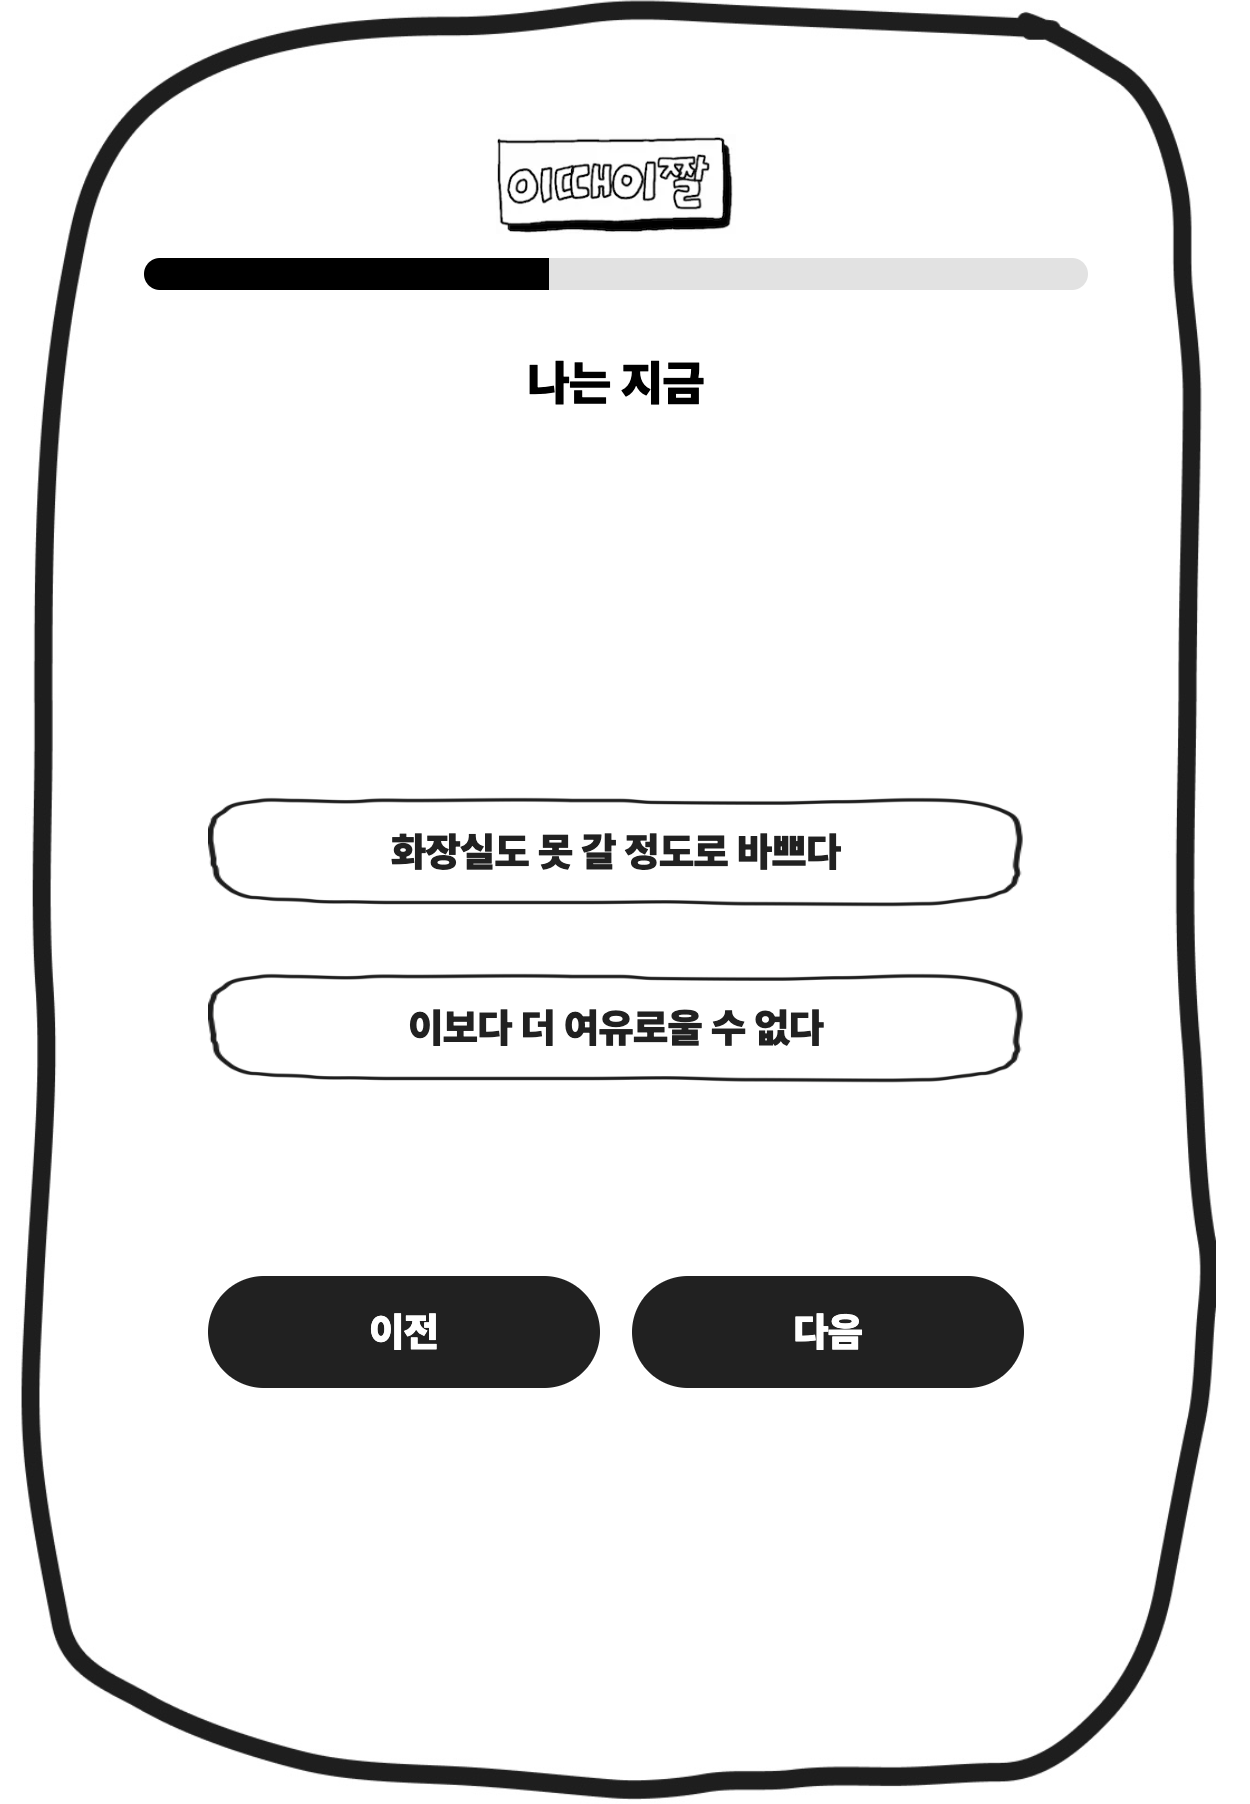 이때이짤
나는 지금
화장실도 못 갈 정도로 바쁘다
이보다 더 여유로울 수 없다
이전
다음